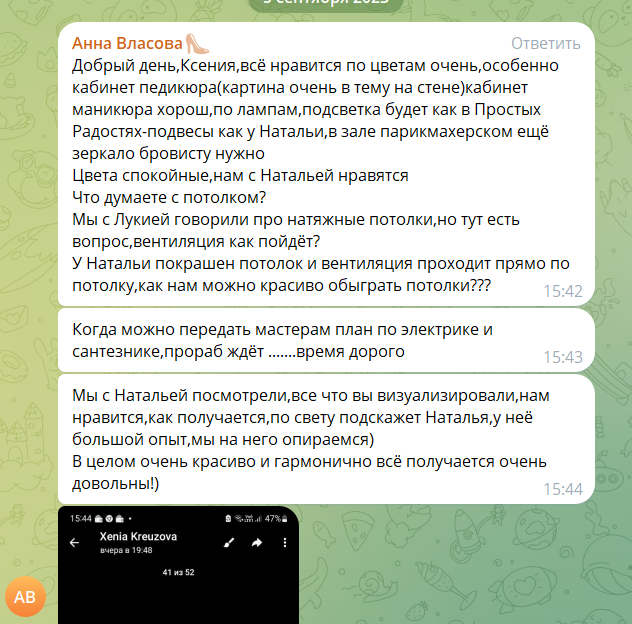 5 сентября 2025
Анна Власова👠
Ответить
Добрый день,Ксения,всё нравится по цветам очень,особенно
кабинет педикюра(картина очень в тему на стене)кабинет
маникюра хорош,по лампам,подсветка будет как в Простых
Радостях-подвесы как у Натальи,в зале парикмахерском ещё
зеркало бровисту нужно
Цвета спокойные,нам с Натальей нравятся
Что думаете с потолком?
Мы с Лукией говорили про натяжные потолки,но тут есть
вопрос,вентиляция как пойдёт?
У Натальи покрашен потолок и вентиляция проходит прямо по
потолку,как нам можно красиво обыграть потолки???
15:42
Когда можно передать мастерам план по электрике и
сантезнике,прораб ждёт .......время дорого
15:43
Мы с Натальей посмотрели,все что вы визуализировали,нам
нравится,как получается,по свету подскажет Наталья,у неё
большой опыт,мы на него опираемся)
В целом очень красиво и гармонично всё получается очень
довольны!)
15:44
15:44
47%
Xenia Kreuzova
вчера в 19:48
41 из 52
АВ